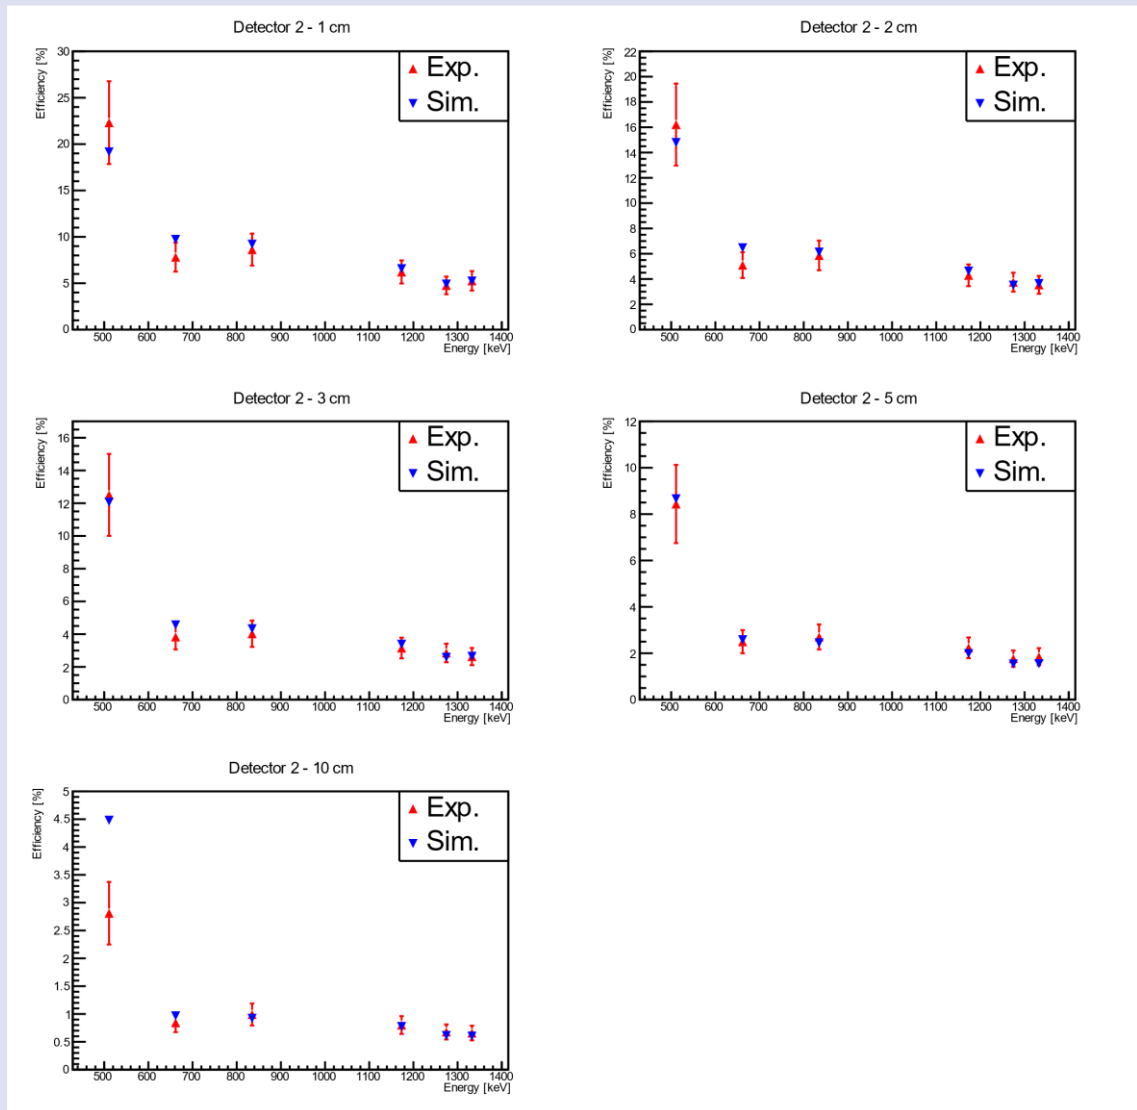 Detector 2 - 1 cm
Efficiency [%]
30
25
20
15
10
5
0
500 600 700 800 900 1000 1100 1200 1300 1400
Energy [keV]
Exp.
Sim.
Detector 2 - 2 cm
Efficiency [%]
22
20
18
16
14
12
10
8
6
4
2
0
500 600 700 800 900 1000 1100 1200 1300 1400
Energy [keV]
Exp.
Sim.
Detector 2 - 3 cm
Efficiency [%]
16
14
12
10
8
6
4
2
0
500 600 700 800 900 1000 1100 1200 1300 1400
Energy [keV]
Exp.
Sim.
Detector 2 - 5 cm
Efficiency [%]
12
10
8
6
4
2
0
500 600 700 800 900 1000 1100 1200 1300 1400
Energy [keV]
Exp.
Sim.
Detector 2 - 10 cm
Efficiency [%]
5
4.5
4
3.5
3
2.5
2
1.5
1
0.5
0
500 600 700 800 900 1000 1100 1200 1300 1400
Energy [keV]
Exp.
Sim.